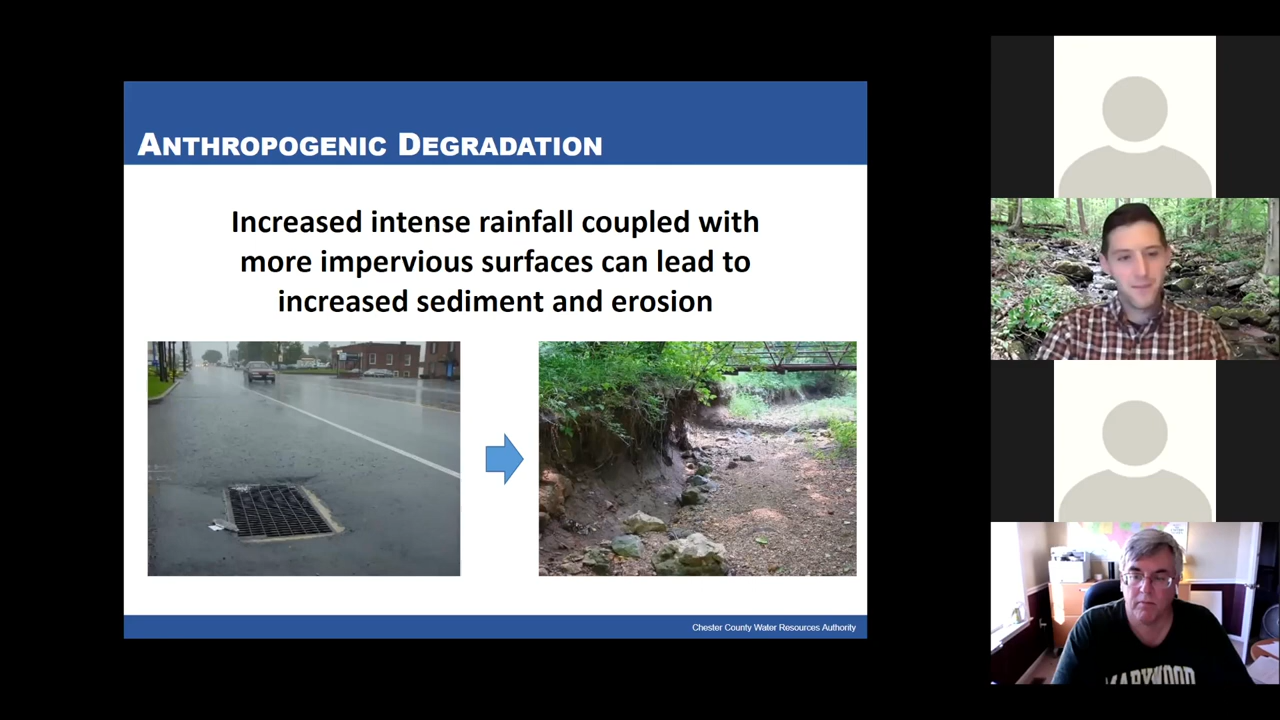 ANTHROPOGENIC DEGRADATION
Increased intense rainfall coupled with
more impervious surfaces can lead to
increased sediment and erosion
Chester County Water Resources Authority
MARYWOOD